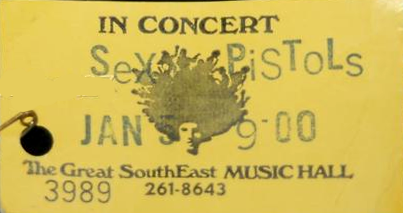 IN CONCERT
SeX PiSTOLS
JAN 5 9-00
The Great SouthEast MUSIC HALL
3989 261-8643